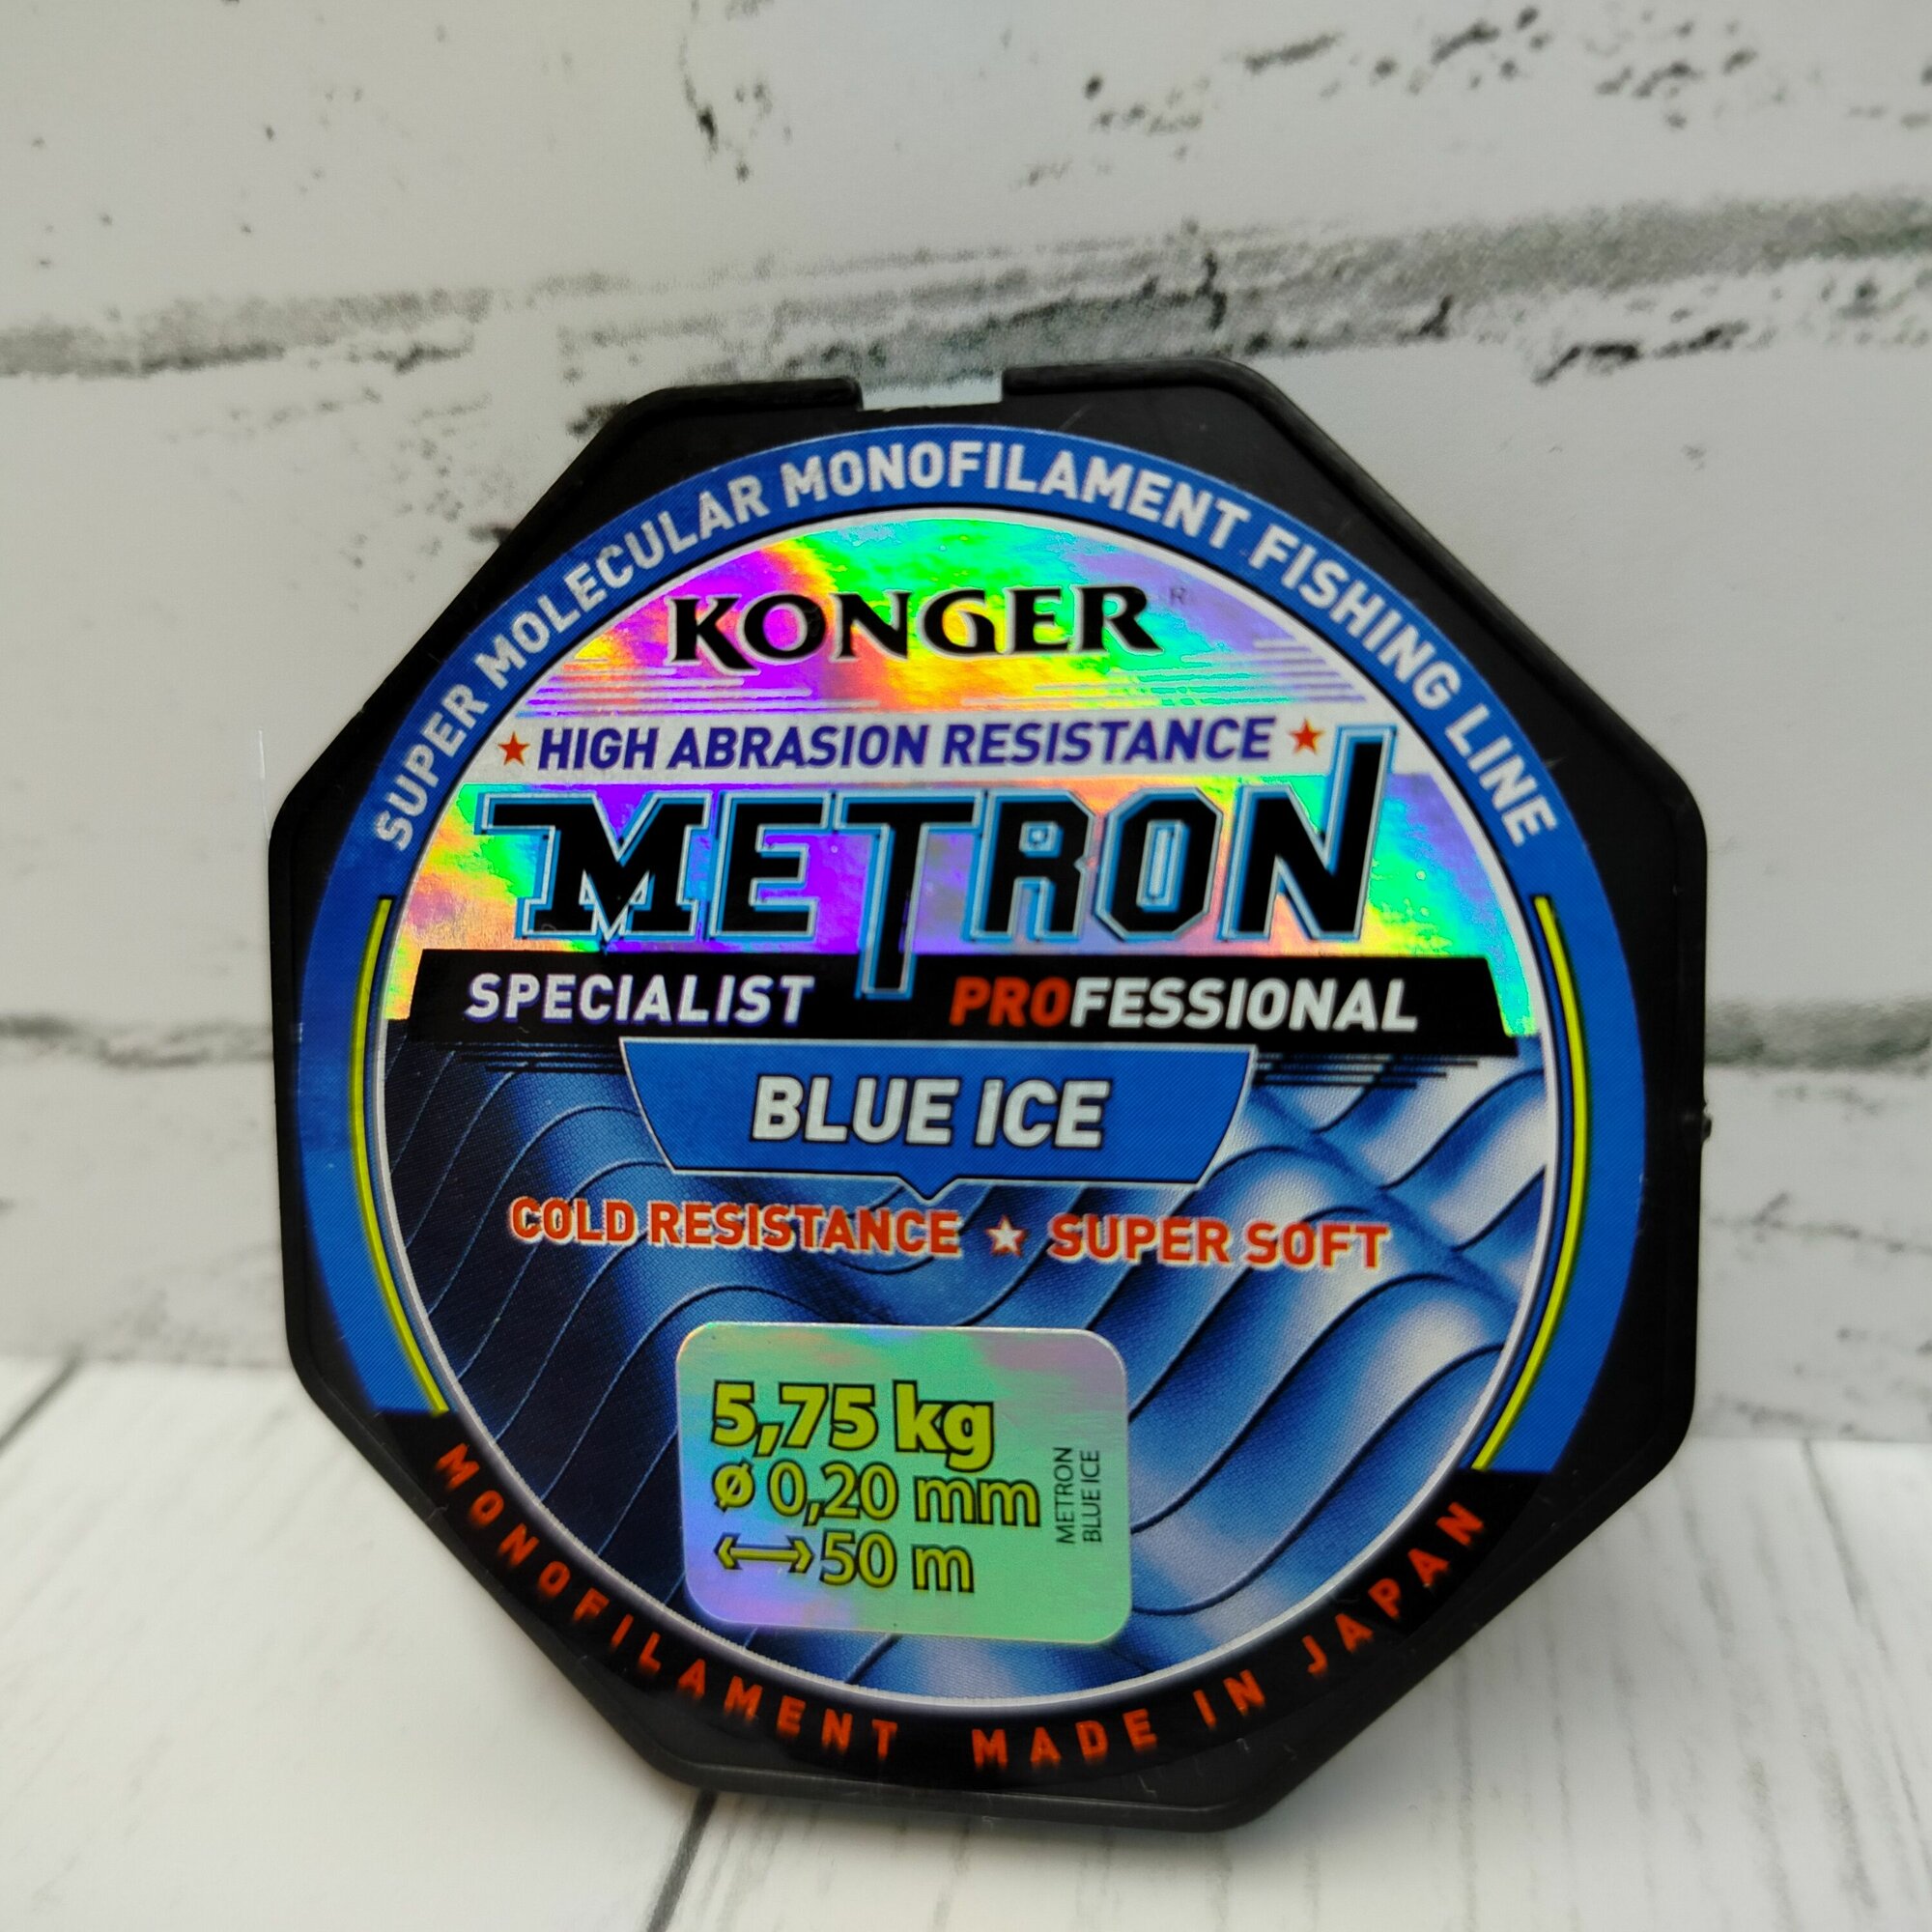 SUPER MOLECULAR MONOFILAMENT FISHING LINE
KONGER®
HIGH ABRASION RESISTANCE
METRON
SPECIALIST PROFESSIONAL
BLUE ICE
COLD RESISTANCE ★ SUPER SOFT
5,75 kg
ø 0,20 mm
↔50 m
METRON
BLUE ICE
MONOFILAMENT MADE IN JAPAN